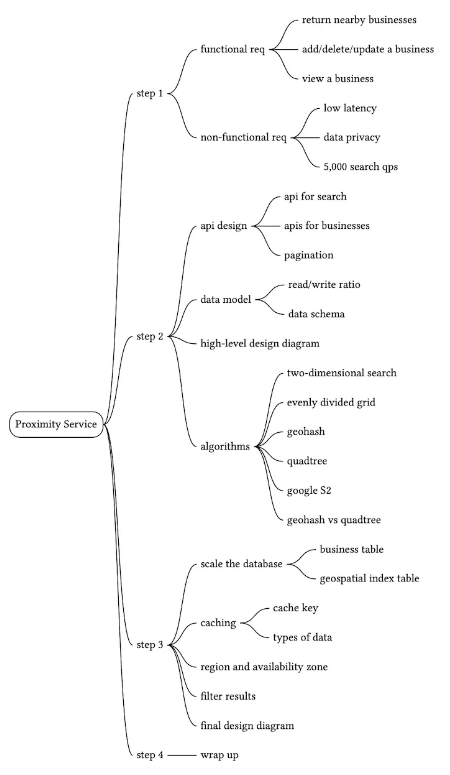 Proximity Service
step 1
functional req
return nearby businesses
add/delete/update a business
view a business
non-functional req
low latency
data privacy
5,000 search qps
step 2
api design
api for search
apis for businesses
pagination
data model
read/write ratio
data schema
high-level design diagram
algorithms
two-dimensional search
evenly divided grid
geohash
quadtree
google S2
geohash vs quadtree
step 3
scale the database
business table
geospatial index table
caching
cache key
types of data
region and availability zone
filter results
final design diagram
step 4
wrap up